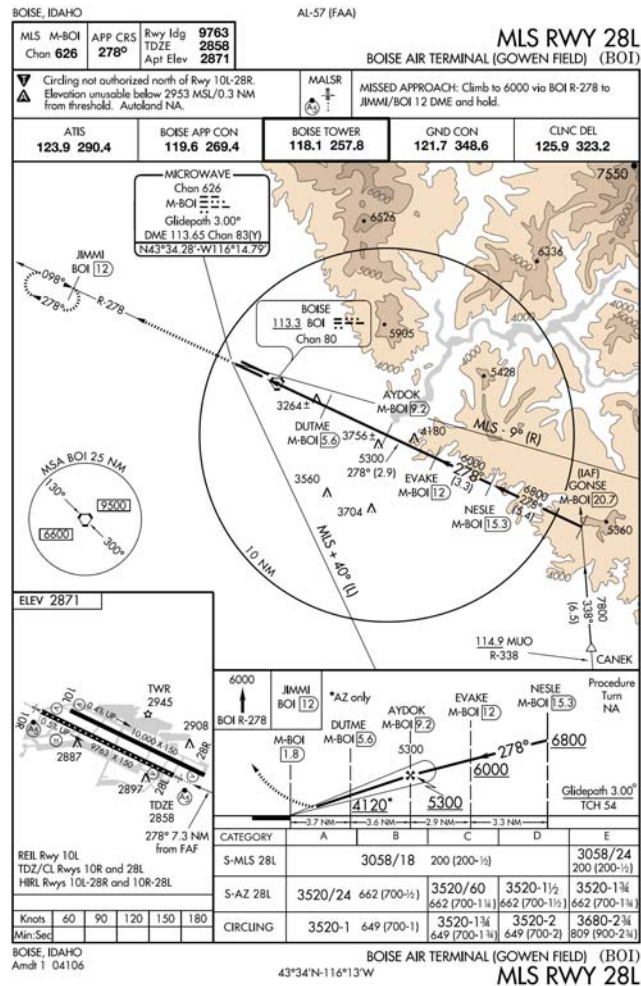 BOISE, IDAHO
AL-57 (FAA)
MLS M-BOI
Chan 626
APP CRS
278°
Rwy ldg 9763
TDZE 2858
Apt Elev 2871
MLS RWY 28L
BOISE AIR TERMINAL (GOWEN FIELD) (BOI)
T
A
Circling not authorized north of Rwy 10L-28R.
Elevation unusable below 2953 MSL/0.3 NM
from threshold. Autoland NA.
MALSR
A5
MISSED APPROACH: Climb to 6000 via BOI R-278 to
JIMMI/BOI 12 DME and hold.
ATIS
123.9 290.4
BOISE APP CON
119.6 269.4
BOISE TOWER
118.1 257.8
GND CON
121.7 348.6
CLNC DEL
125.9 323.2
MICROWAVE
Chan 626
M-BOI
Glidepath 3.00°
DME 113.65 Chan 83(Y)
N43°34.28'-W116°14.79'
7550
4000
6526
6336
5000
5905
4000
4000
5428
JIMMI
BOI 12
098°
278°
R-278
BOISE
113.3 BOI
Chan 80
3264±
AYDOK
M-BOI 9.2
DUTME
M-BOI 5.6
3756±
4180
MLS - 9° (R)
5300
278° (2.9)
EVAKE
M-BOI 12
6000
278°
(3.3)
NESLE
M-BOI 15.3
6800
278°
(5.4)
(IAF)
GONSE
M-BOI 20.7
5360
3560
3704
MLS + 40° (L)
10 NM
MSA BOI 25 NM
130°
9500
6600
300°
7800
338°
(6.5)
114.9 MUO
R-338
CANEK
ELEV 2871
TWR
2945
10L
10R
0.4% UP
0.5% UP
10,000 X 150
9763 X 150
2908
28R
2887
2897
28L
TDZE
2858
278° 7.3 NM
from FAF
REIL Rwy 10L
TDZ/CL Rwys 10R and 28L
HIRL Rwys 10L-28R and 10R-28L
Knots 60 90 120 150 180
Min:Sec
6000
BOI R-278
JIMMI
BOI 12
*AZ only
M-BOI
1.8
DUTME
M-BOI 5.6
AYDOK
M-BOI 9.2
EVAKE
M-BOI 12
NESLE
M-BOI 15.3
Procedure
Turn
NA
5300
278°
6800
6000
4120*
5300
Glidepath 3.00°
TCH 54
3.7 NM 3.6 NM 2.9 NM 3.3 NM
CATEGORY A B C D E
S-MLS 28L 3058/18 200 (200-½) 3058/24 200 (200-½)
S-AZ 28L 3520/24 662 (700-½) 3520/60 662 (700-1¼) 3520-1½ 662 (700-1½) 3520-1¾ 662 (700-1¾)
CIRCLING 3520-1 649 (700-1) 3520-1¾ 649 (700-1¾) 3520-2 649 (700-2) 3680-2¾ 809 (900-2¾)
BOISE, IDAHO
Amdt 1 04106
43°34'N-116°13'W
BOISE AIR TERMINAL (GOWEN FIELD) (BOI)
MLS RWY 28L